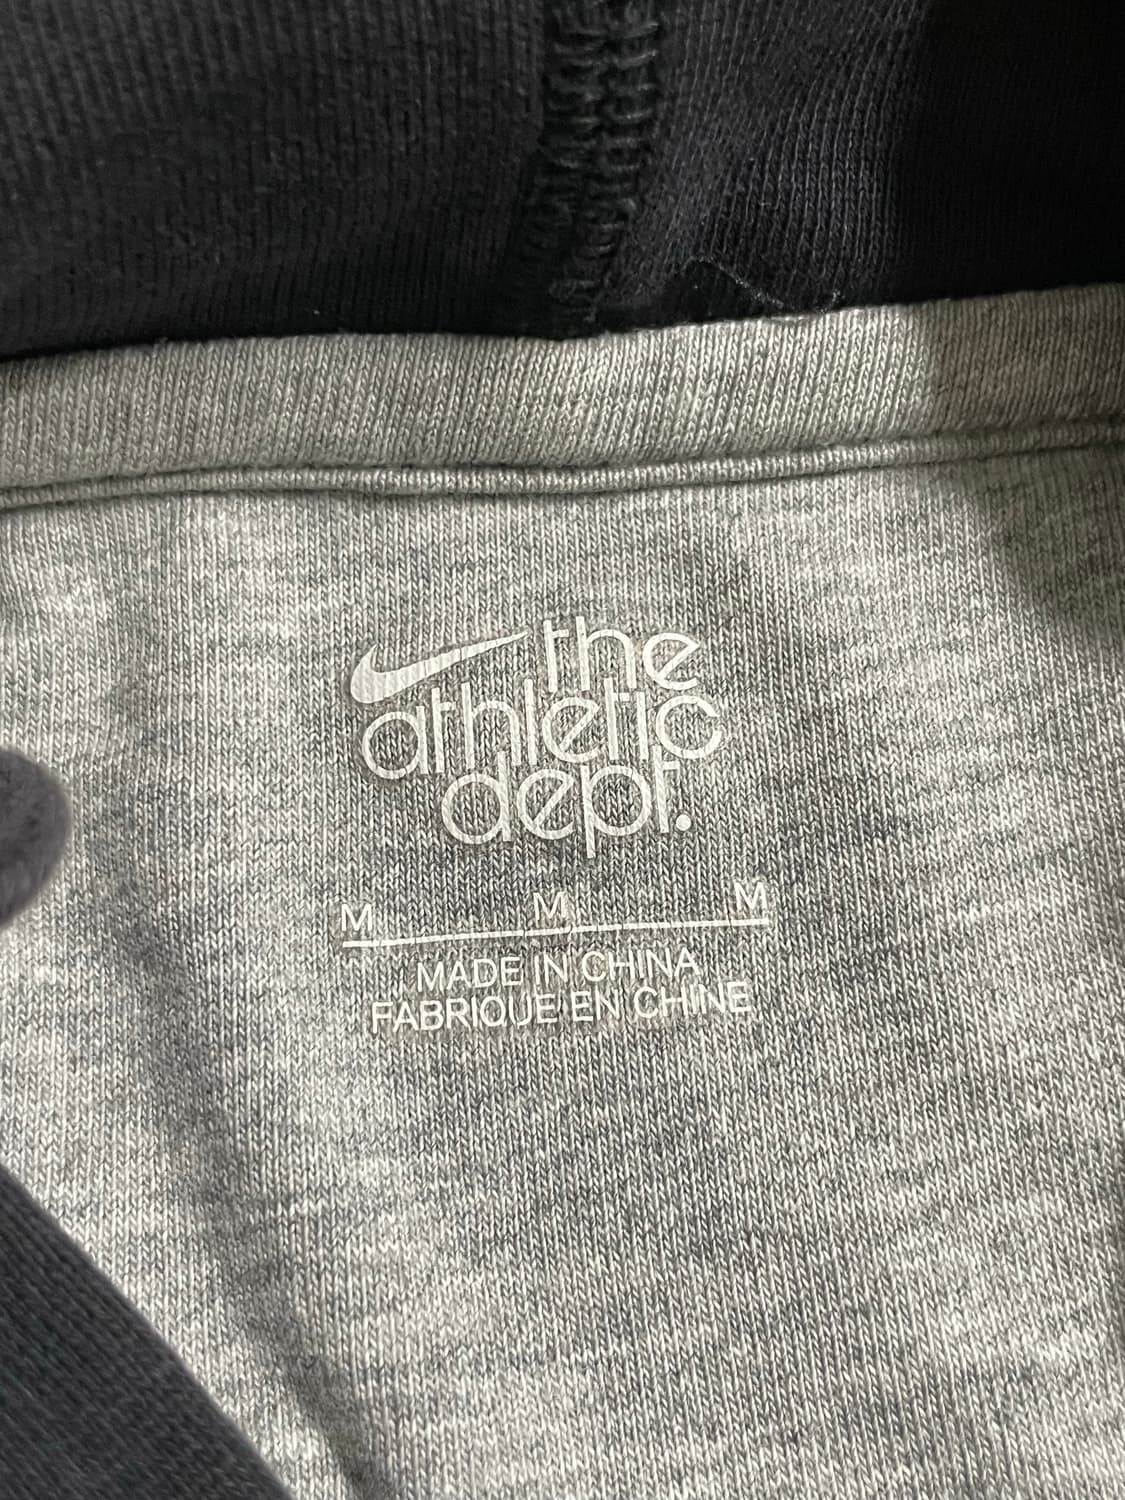 the
athletic
dept.
M M M
MADE IN CHINA
FABRIQUE EN CHINE